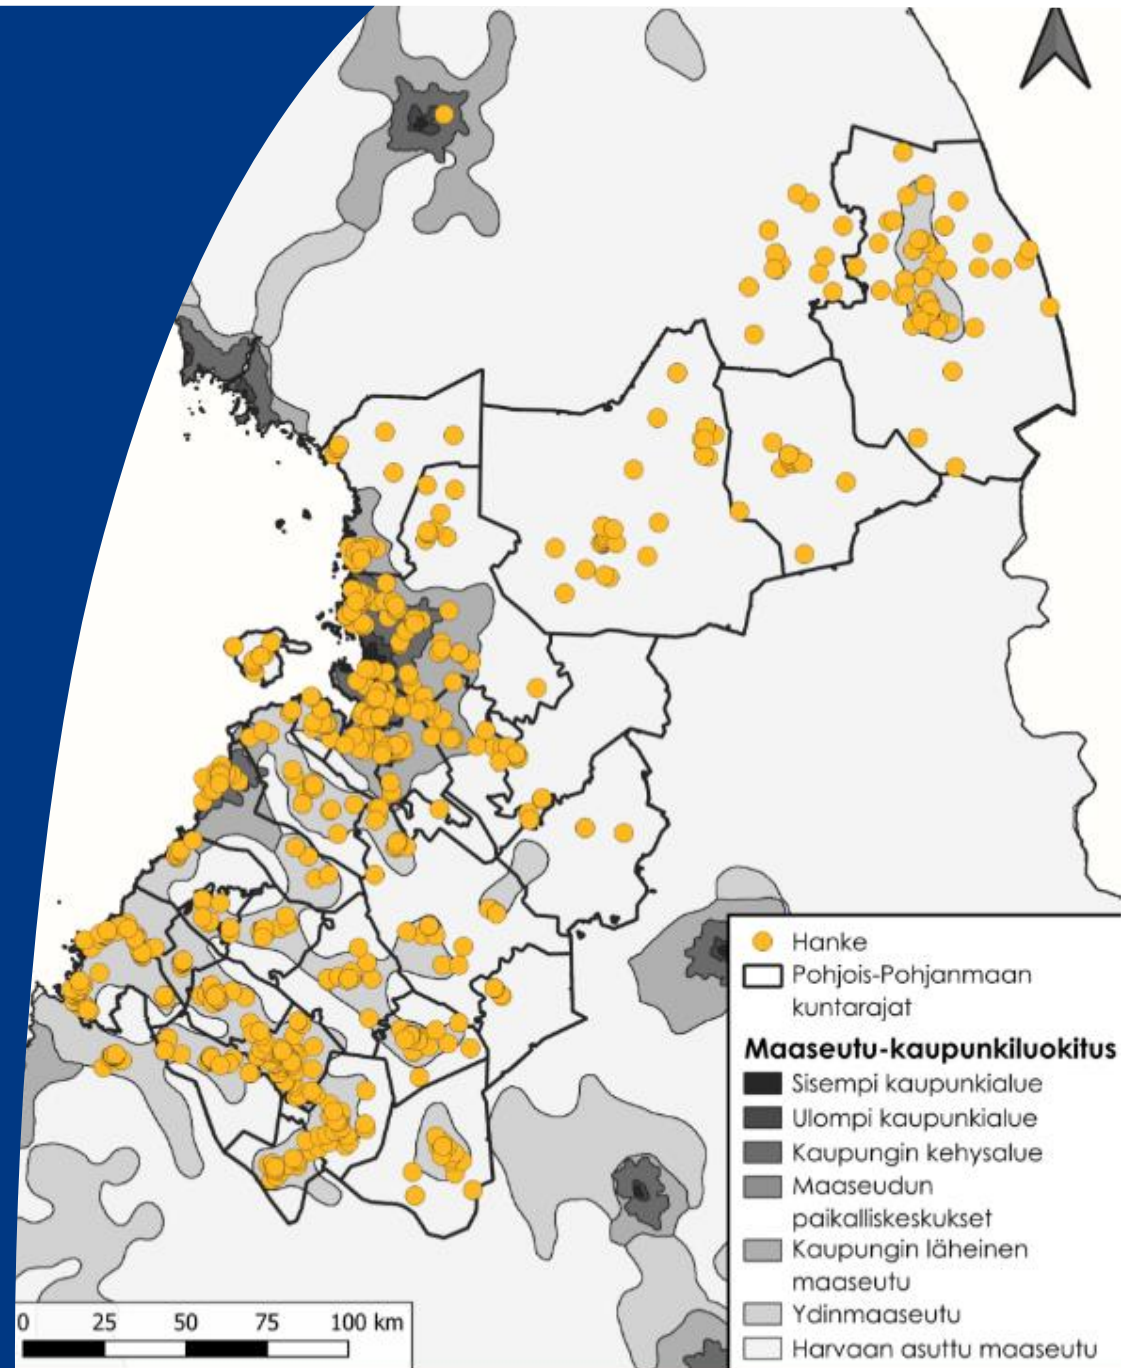 Hanke
Pohjois-Pohjanmaan
kuntarajat
Maaseutu-kaupunkiluokitus
Sisempi kaupunkialue
Ulompi kaupunkialue
Kaupungin kehysalue
Maaseudun
paikalliskeskukset
Kaupungin läheinen
maaseutu
Ydinmaaseutu
Harvaan asuttu maaseutu
0 25 50 75 100 km